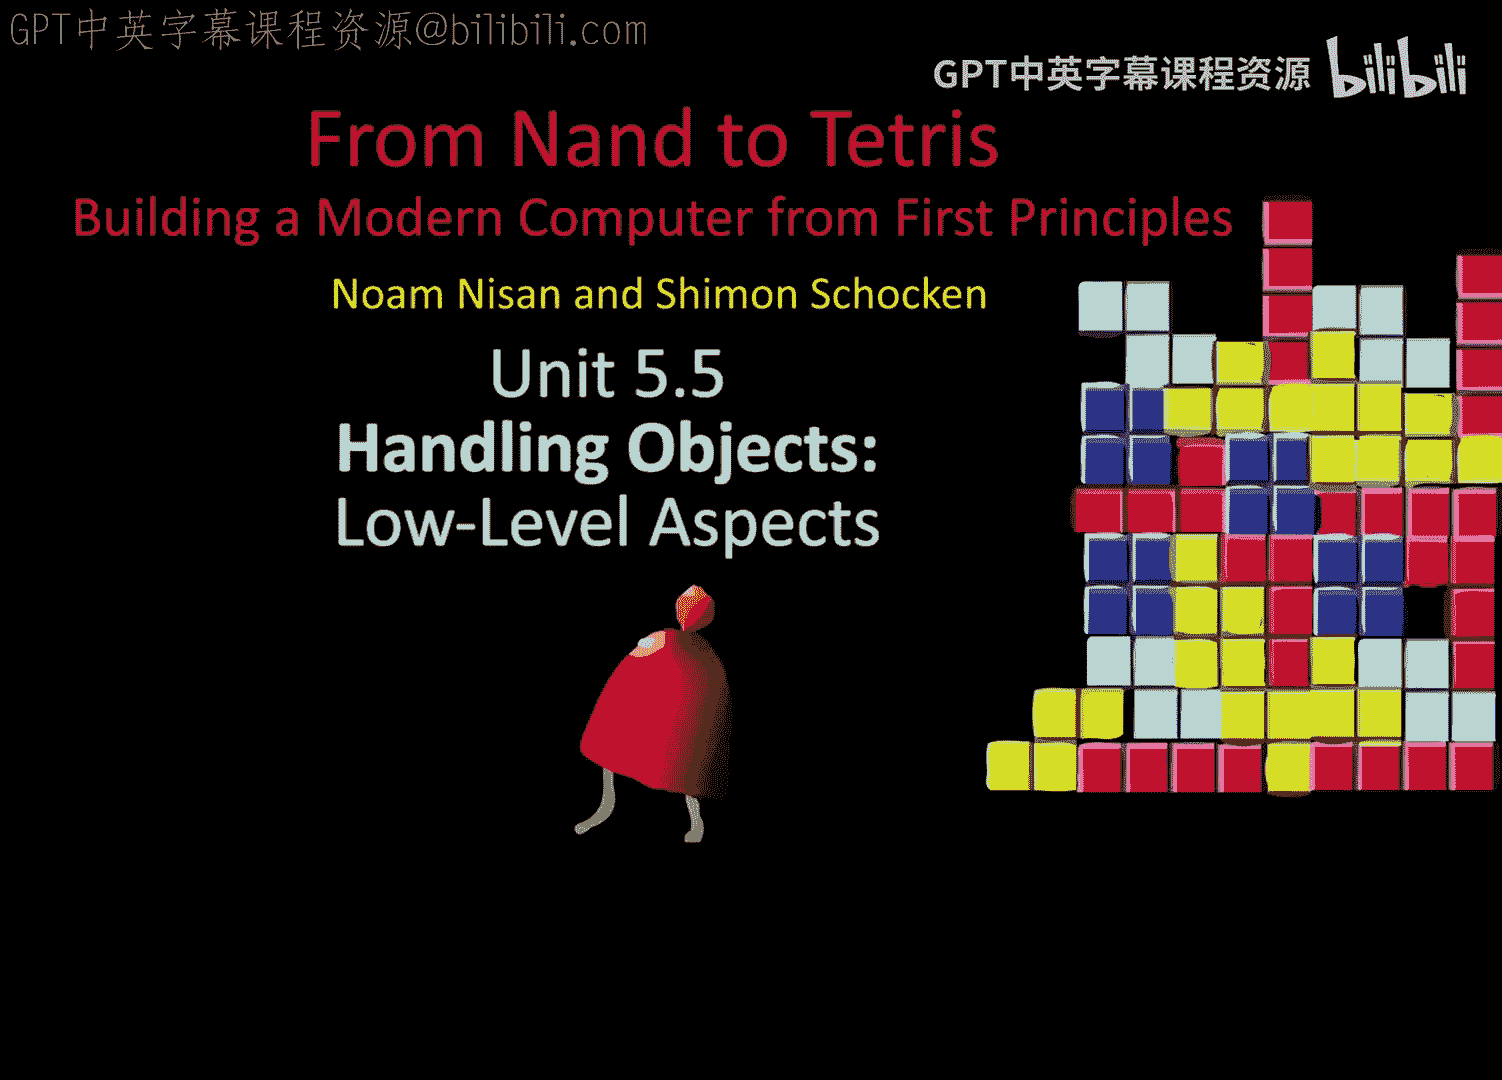 GPT中英字幕课程资源@bilibili.com
GPT中英字幕课程资源 bilibili
From Nand to Tetris
Building a Modern Computer from First Principles
Noam Nisan and Shimon Schocken
Unit 5.5
Handling Objects:
Low-Level Aspects